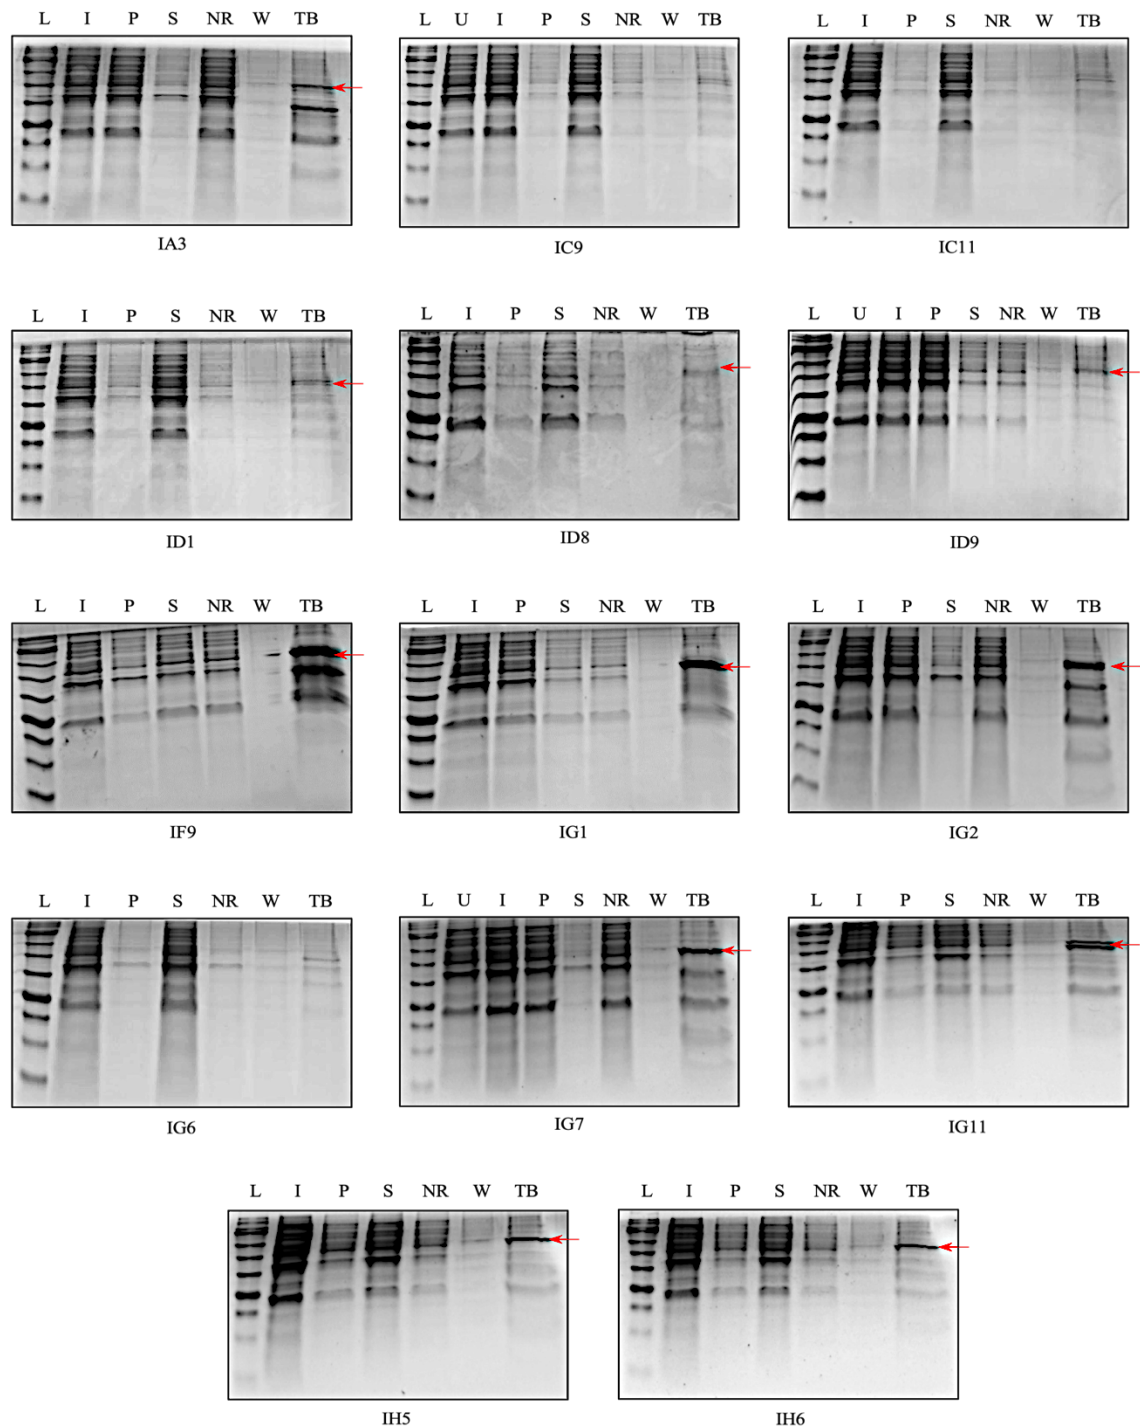 L I P S NR W TB
L U I P S NR W TB
L I P S NR W TB
IA3
IC9
IC11
L I P S NR W TB
L I P S NR W TB
L U I P S NR W TB
ID1
ID8
ID9
L I P S NR W TB
L I P S NR W TB
L I P S NR W TB
IF9
IG1
IG2
L I P S NR W TB
L U I P S NR W TB
L I P S NR W TB
IG6
IG7
IG11
L I P S NR W TB
L I P S NR W TB
IH5
IH6